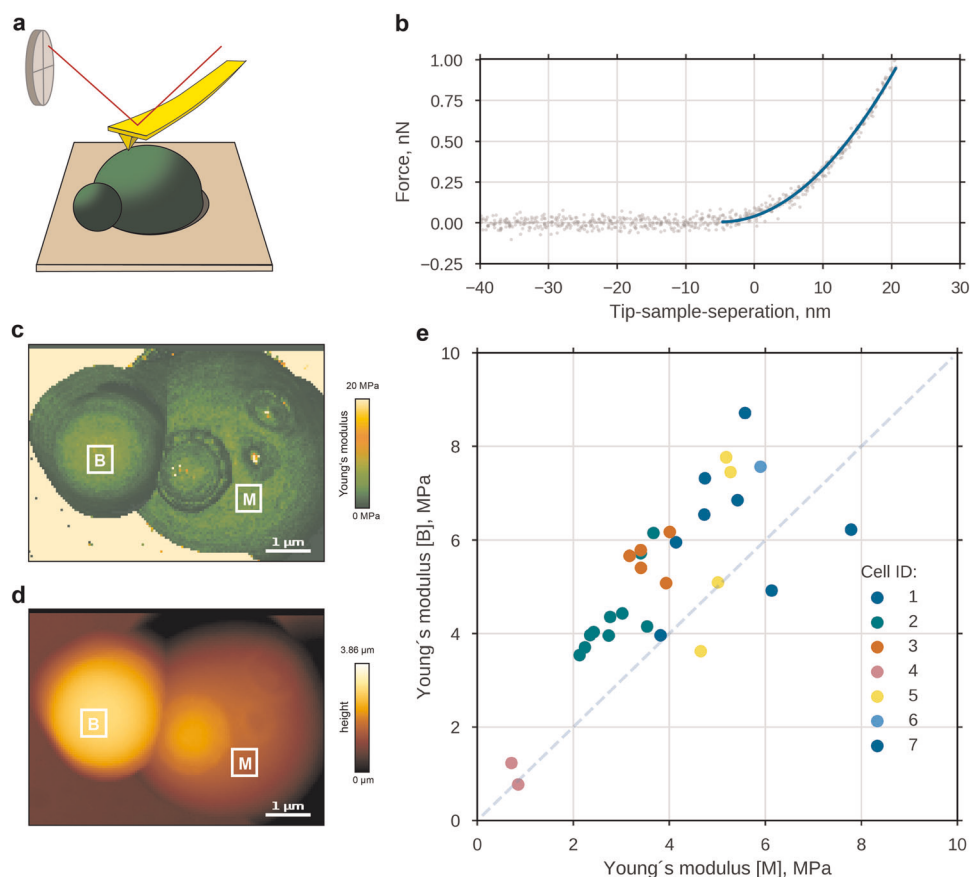 a
b
1.00
0.75
0.50
0.25
0.00
−0.25
Force, nN
−40
−30
−20
−10
0
10
20
30
Tip-sample-seperation, nm
c
B
M
1 µm
20 MPa
Young's modulus
0 MPa
d
B
M
1 µm
3.86 µm
height
0 µm
e
10
8
6
4
2
0
Young´s modulus [B], MPa
0
2
4
6
8
10
Young´s modulus [M], MPa
Cell ID:
1
2
3
4
5
6
7